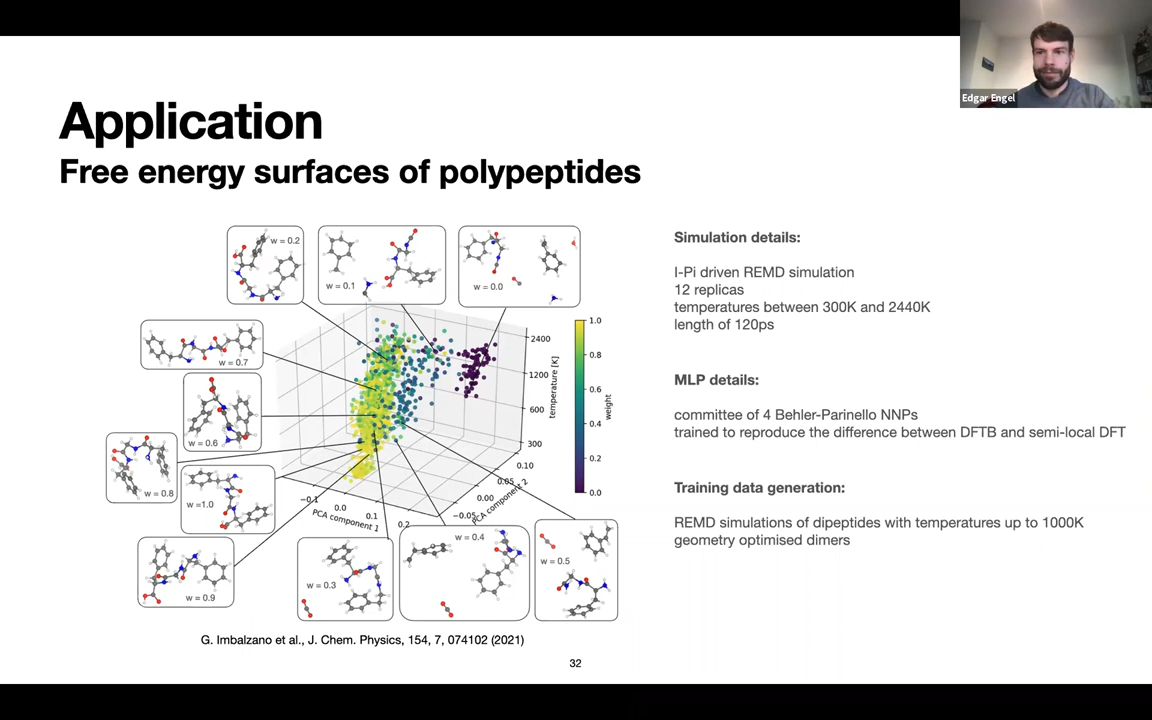 Edgar Engel
Application
Free energy surfaces of polypeptides
w = 0.2
w = 0.1
w = 0.0
w = 0.7
w = 0.6
w = 0.8
w =1.0
w = 0.9
w = 0.3
w = 0.4
w = 0.5
2400
1200
600
300
temperature [K]
0.10
0.05
0.00
−0.05
PCA component 2
−0.1
0.0
0.1
0.2
PCA component 1
1.0
0.8
0.6
0.4
0.2
0.0
weight
Simulation details:
I-Pi driven REMD simulation
12 replicas
temperatures between 300K and 2440K
length of 120ps
MLP details:
committee of 4 Behler-Parinello NNPs
trained to reproduce the difference between DFTB and semi-local DFT
Training data generation:
REMD simulations of dipeptides with temperatures up to 1000K
geometry optimised dimers
G. Imbalzano et al., J. Chem. Physics, 154, 7, 074102 (2021)
32